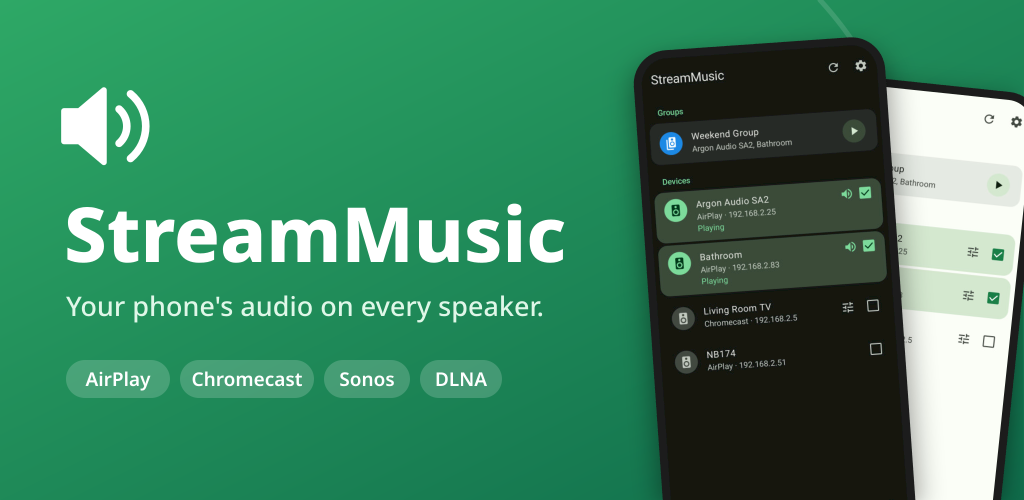 StreamMusic
Your phone's audio on every speaker.
AirPlay
Chromecast
Sonos
DLNA
StreamMusic
Groups
Weekend Group
Argon Audio SA2, Bathroom
Devices
Argon Audio SA2
AirPlay · 192.168.2.25
Playing
Bathroom
AirPlay · 192.168.2.83
Playing
Living Room TV
Chromecast · 192.168.2.5
NB174
AirPlay · 192.168.2.51
Bathroom